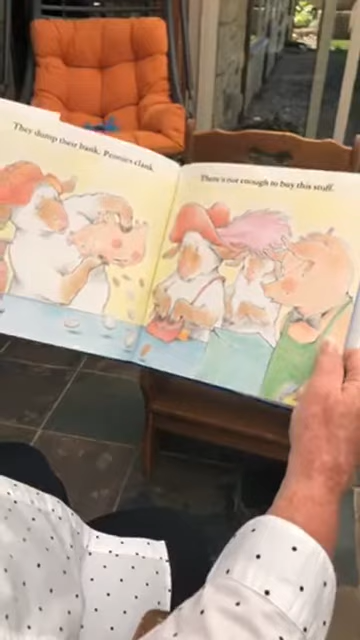 They dump their bank. Pennies clank.
There's not enough to buy this stuff.